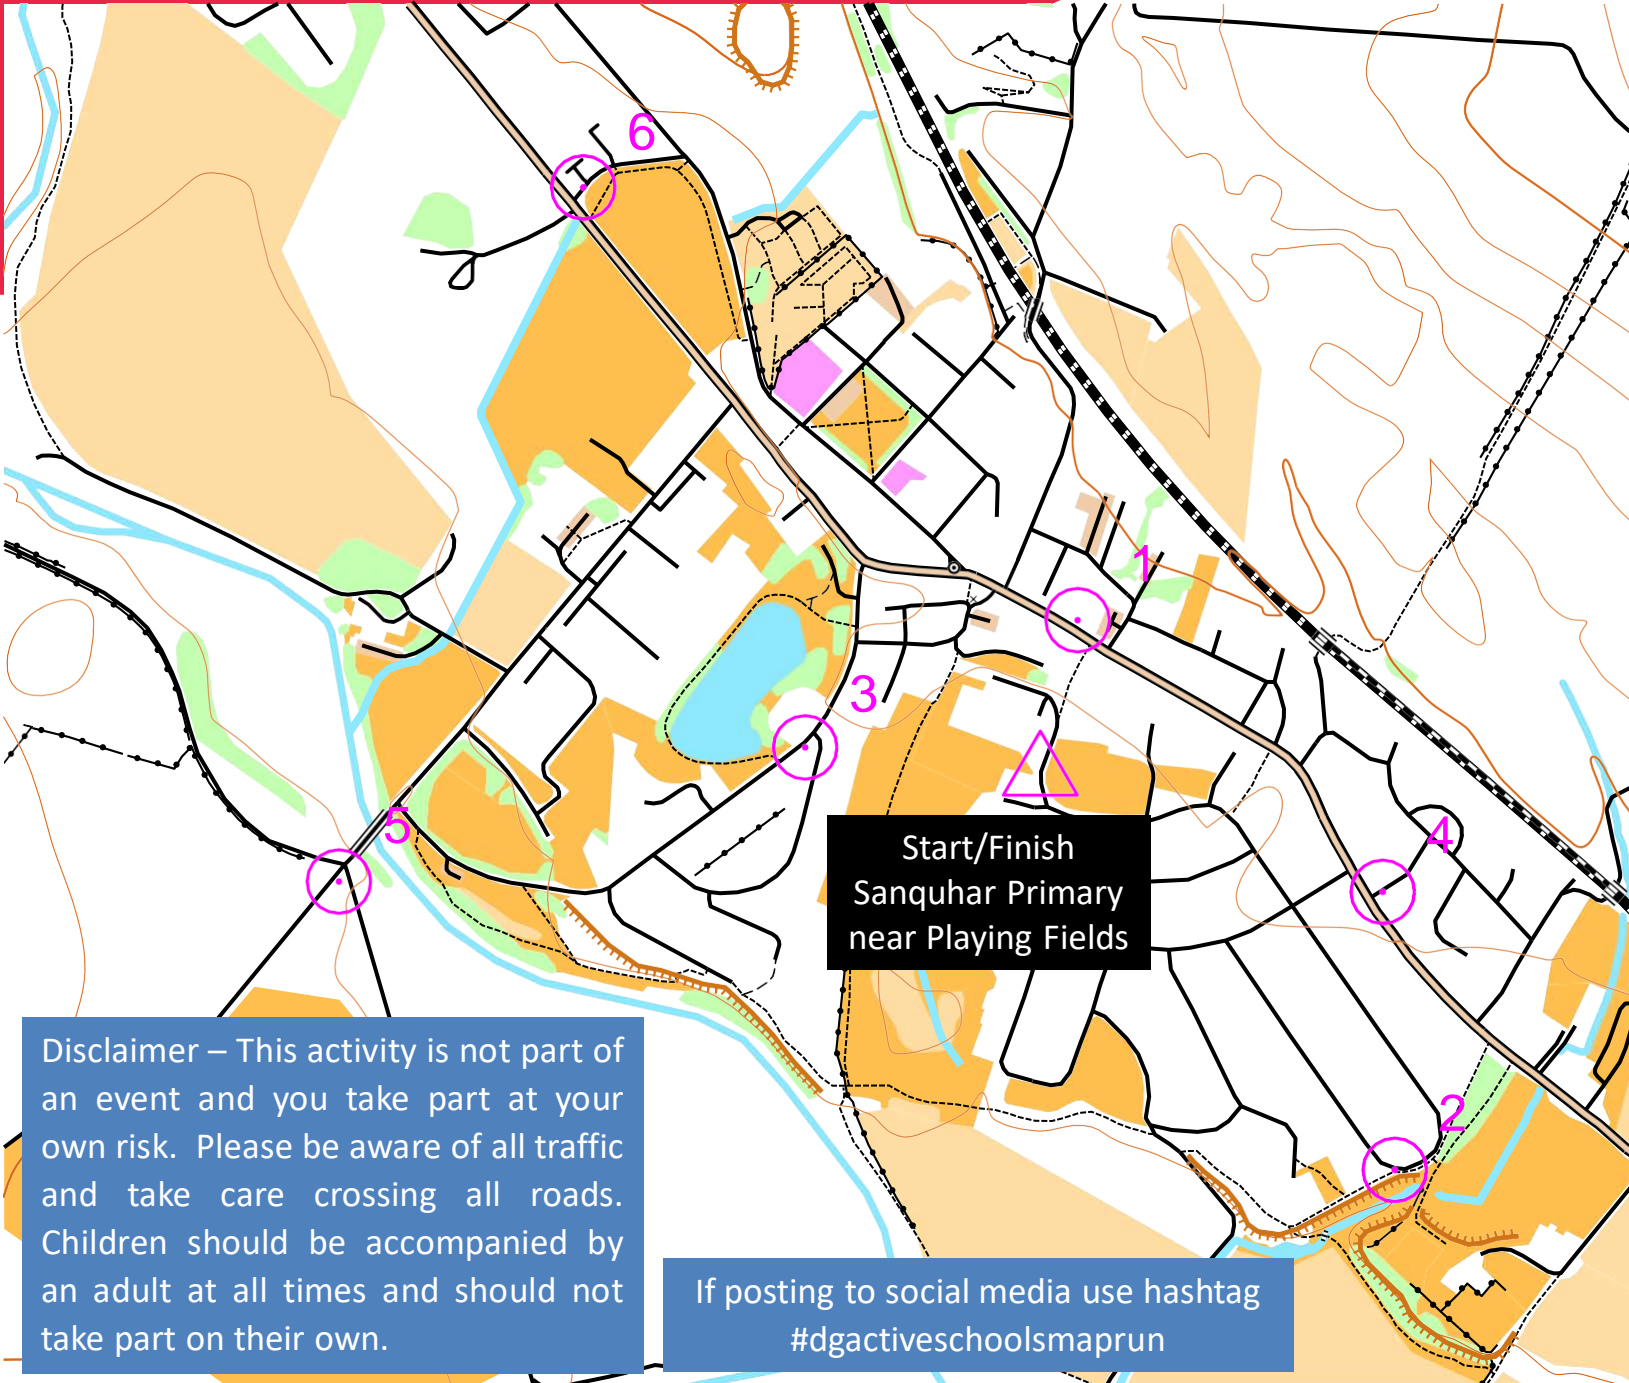 6
1
3
5
4
Start/Finish
Sanquhar Primary
near Playing Fields
2
Disclaimer – This activity is not part of
an event and you take part at your
own risk. Please be aware of all traffic
and take care crossing all roads.
Children should be accompanied by
an adult at all times and should not
take part on their own.
If posting to social media use hashtag
#dgactiveschoolsmaprun